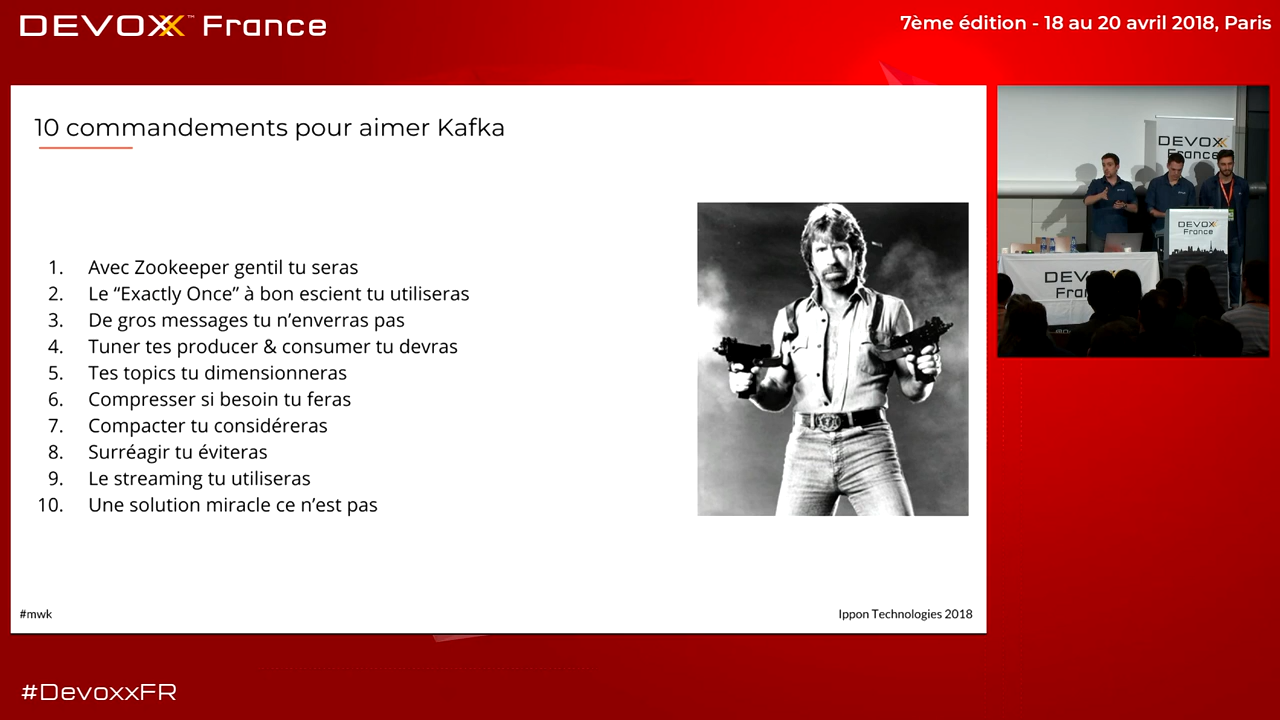 DEVOXX™ France
7ème édition - 18 au 20 avril 2018, Paris
10 commandements pour aimer Kafka
1. Avec Zookeeper gentil tu seras
2. Le “Exactly Once” à bon escient tu utiliseras
3. De gros messages tu n’enverras pas
4. Tuner tes producer & consumer tu devras
5. Tes topics tu dimensionneras
6. Compresser si besoin tu feras
7. Compacter tu considéreras
8. Surréagir tu éviteras
9. Le streaming tu utiliseras
10. Une solution miracle ce n’est pas
#mwk
Ippon Technologies 2018
DEVOXX
France
DEVOXX
France
DEVOXX
#DevoxxFR